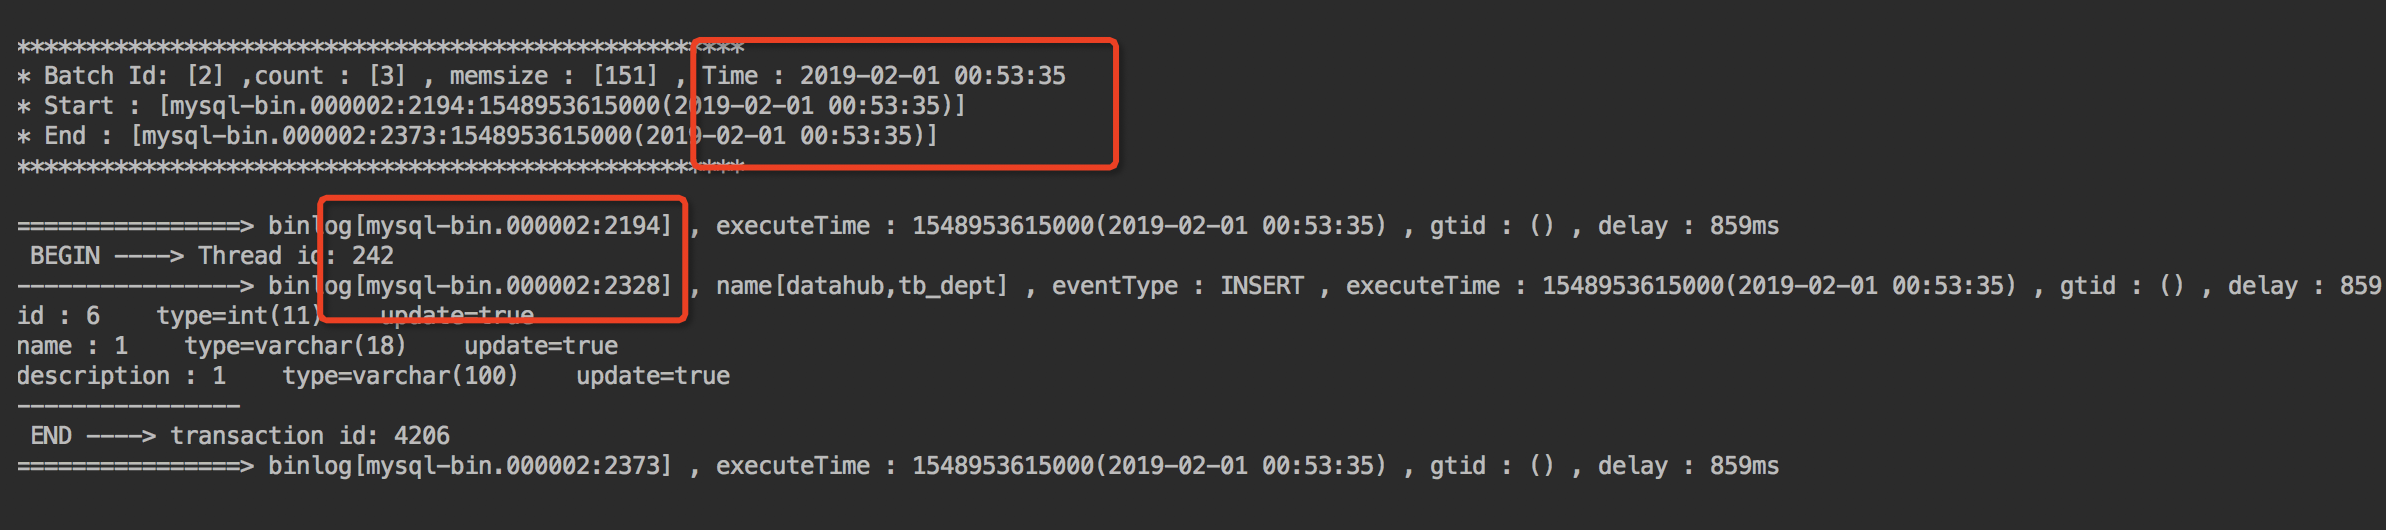 ****************************************************
* Batch Id: [2] ,count : [3] , memsize : [151] , Time : 2019-02-01 00:53:35
* Start : [mysql-bin.000002:2194:1548953615000(2019-02-01 00:53:35)]
* End : [mysql-bin.000002:2373:1548953615000(2019-02-01 00:53:35)]
****************************************************
================> binlog[mysql-bin.000002:2194] , executeTime : 1548953615000(2019-02-01 00:53:35) , gtid : () , delay : 859ms
BEGIN ----> Thread id: 242
----------------> binlog[mysql-bin.000002:2328] , name[datahub,tb_dept] , eventType : INSERT , executeTime : 1548953615000(2019-02-01 00:53:35) , gtid : () , delay : 859
id : 6    type=int(11)    update=true
name : 1    type=varchar(18)    update=true
description : 1    type=varchar(100)    update=true
----------------
END ----> transaction id: 4206
================> binlog[mysql-bin.000002:2373] , executeTime : 1548953615000(2019-02-01 00:53:35) , gtid : () , delay : 859ms